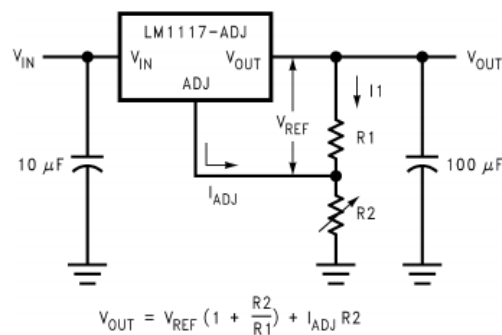 LM1117-ADJ
V_IN
V_IN
V_OUT
V_OUT
ADJ
I1
V_REF
R1
10 µF
100 µF
I_ADJ
R2
V_OUT = V_REF (1 + R2/R1) + I_ADJ R2